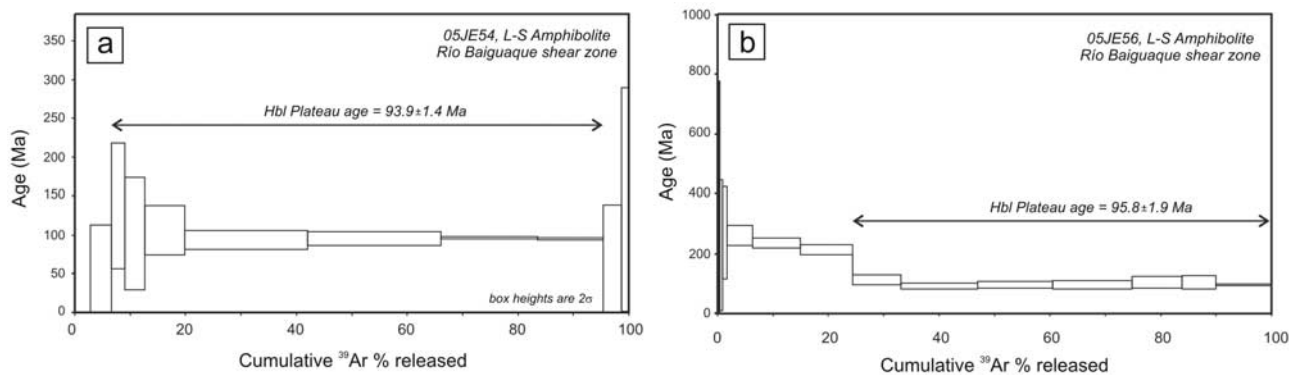 a
05JE54, L-S Amphibolite
Río Baiguaque shear zone
Hbl Plateau age = 93.9±1.4 Ma
box heights are 2σ
Age (Ma)
350
300
250
200
150
100
50
0
0 20 40 60 80 100
Cumulative ³⁹Ar % released
b
05JE56, L-S Amphibolite
Río Baiguaque shear zone
Hbl Plateau age = 95.8±1.9 Ma
Age (Ma)
1000
800
600
400
200
0
0 20 40 60 80 100
Cumulative ³⁹Ar % released